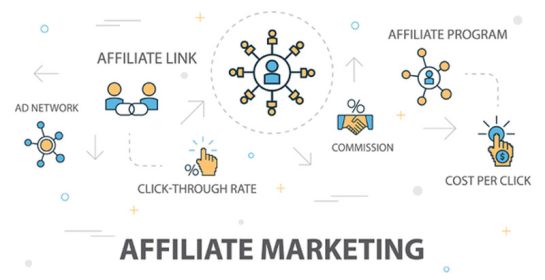 AFFILIATE LINK
AFFILIATE PROGRAM
AD NETWORK
%
COMMISSION
%
CLICK-THROUGH RATE
$
COST PER CLICK
AFFILIATE MARKETING